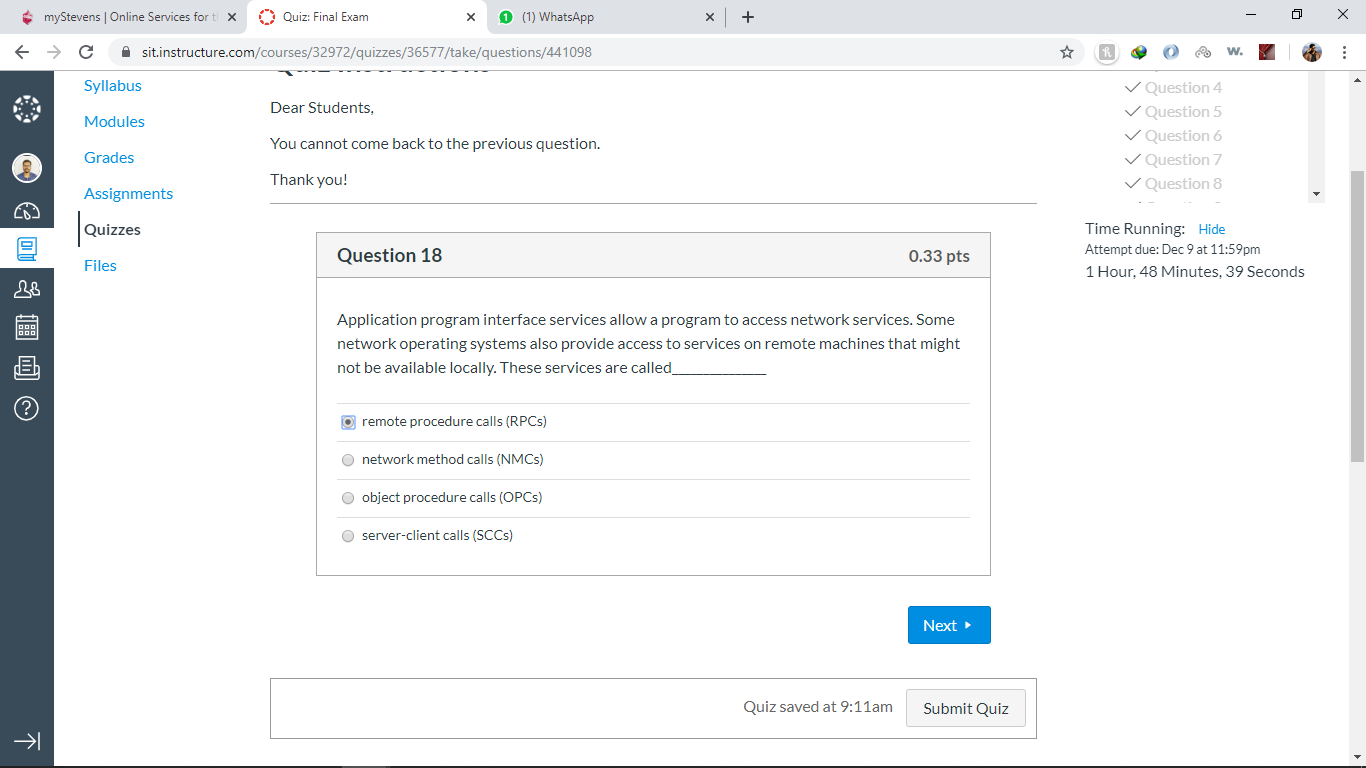 myStevens | Online Services for t
Quiz: Final Exam
(1) WhatsApp
sit.instructure.com/courses/32972/quizzes/36577/take/questions/441098
Syllabus
Modules
Grades
Assignments
Quizzes
Files
Quiz Instructions
Dear Students,
You cannot come back to the previous question.
Thank you!
Question 4
Question 5
Question 6
Question 7
Question 8
Time Running: Hide
Attempt due: Dec 9 at 11:59pm
1 Hour, 48 Minutes, 39 Seconds
Question 18
0.33 pts
Application program interface services allow a program to access network services. Some
network operating systems also provide access to services on remote machines that might
not be available locally. These services are called_______________
remote procedure calls (RPCs)
network method calls (NMCs)
object procedure calls (OPCs)
server-client calls (SCCs)
Next
Quiz saved at 9:11am
Submit Quiz